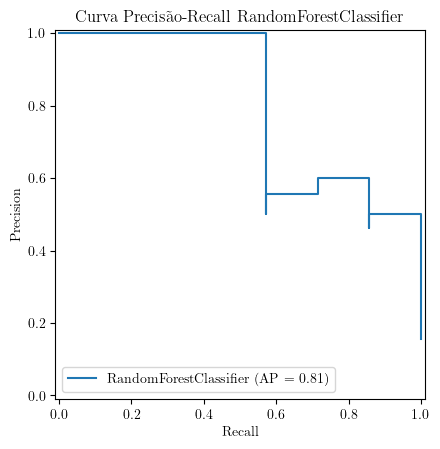 Curva Precisão-Recall RandomForestClassifier
1.0
0.8
0.6
0.4
0.2
0.0
Precision
RandomForestClassifier (AP = 0.81)
0.0 0.2 0.4 0.6 0.8 1.0
Recall